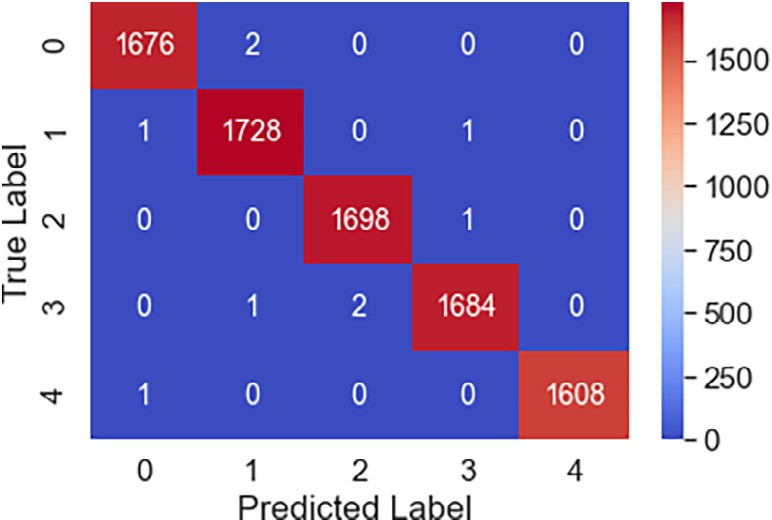 0 1676 2 0 0 0
1 1 1728 0 1 0
2 0 0 1698 1 0
3 0 1 2 1684 0
4 1 0 0 0 1608
0 1 2 3 4
True Label
Predicted Label
1500
1250
1000
750
500
250
0